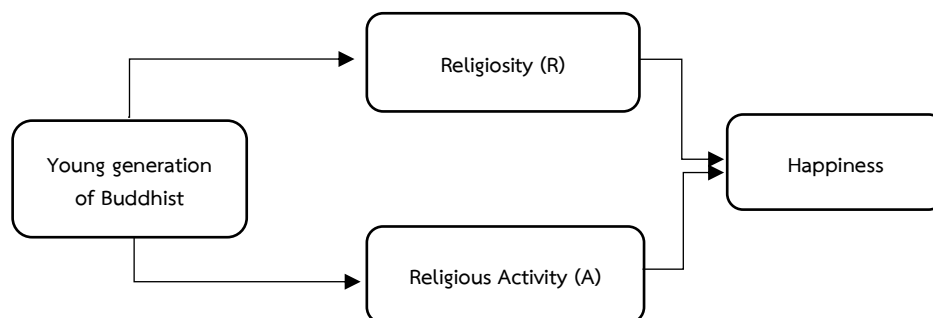 Religiosity (R)
Young generation
of Buddhist
Happiness
Religious Activity (A)